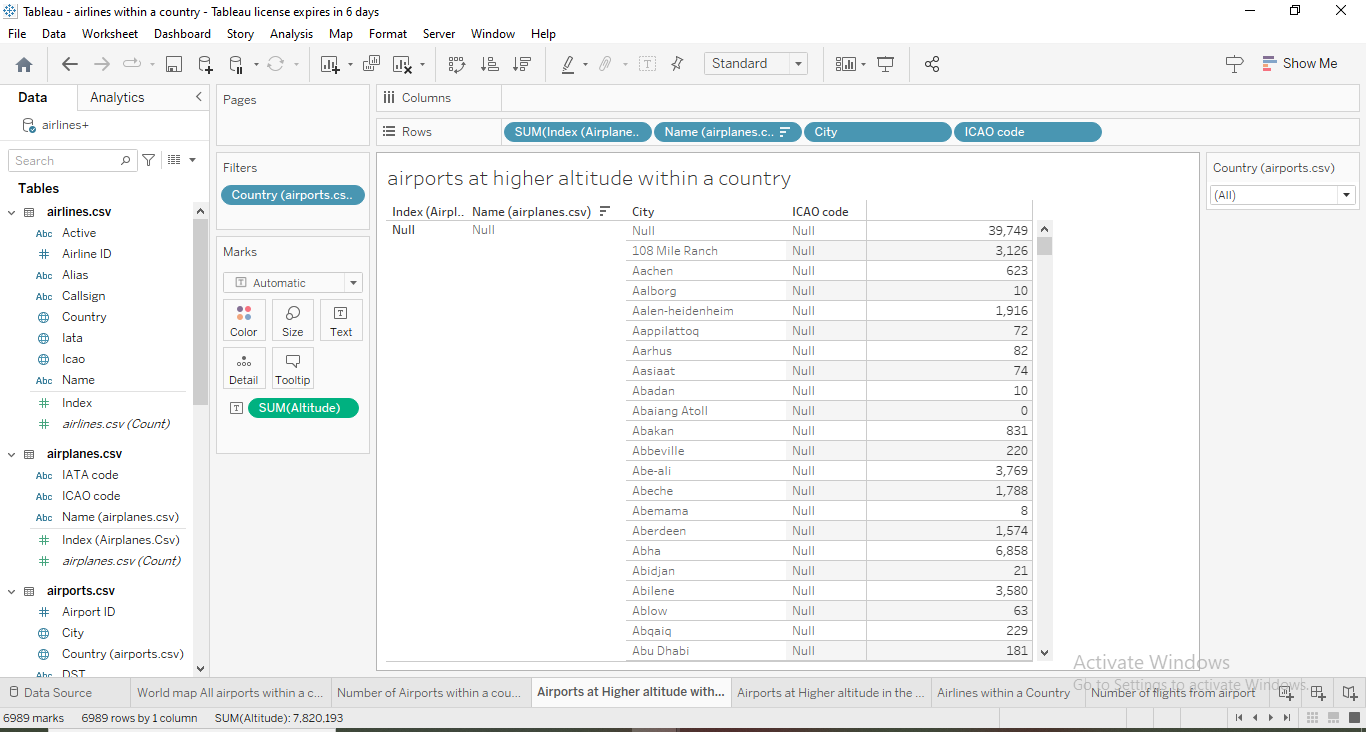 Tableau - airlines within a country - Tableau license expires in 6 days
File Data Worksheet Dashboard Story Analysis Map Format Server Window Help
Standard
Show Me
Data Analytics
airlines+
Search
Tables
airlines.csv
Abc Active
Airline ID
Abc Alias
Abc Callsign
Country
Iata
Icao
Abc Name
Index
airlines.csv (Count)
airplanes.csv
Abc IATA code
Abc ICAO code
Abc Name (airplanes.csv)
Index (Airplanes.Csv)
airplanes.csv (Count)
airports.csv
Airport ID
City
Country (airports.csv)
Abc DST
Pages
Filters
Country (airports.cs..
Marks
T Automatic
Color Size Text
Detail Tooltip
T SUM(Altitude)
Columns
Rows SUM(Index (Airplane.. Name (airplanes.c.. City ICAO code
airports at higher altitude within a country
Index (Airpl.. Name (airplanes.csv) City ICAO code
Null Null Null Null 39,749
108 Mile Ranch Null 3,126
Aachen Null 623
Aalborg Null 10
Aalen-heidenheim Null 1,916
Aappilattoq Null 72
Aarhus Null 82
Aasiaat Null 74
Abadan Null 10
Abaiang Atoll Null 0
Abakan Null 831
Abbeville Null 220
Abe-ali Null 3,769
Abeche Null 1,788
Abemama Null 8
Aberdeen Null 1,574
Abha Null 6,858
Abidjan Null 21
Abilene Null 3,580
Ablow Null 63
Abqaiq Null 229
Abu Dhabi Null 181
Country (airports.csv)
(All)
Activate Windows
Go to Settings to activate Windows.
Data Source World map All airports within a c... Number of Airports within a cou... Airports at Higher altitude with... Airports at Higher altitude in the ... Airlines within a Country Number of flights from airport
6989 marks 6989 rows by 1 column SUM(Altitude): 7,820,193